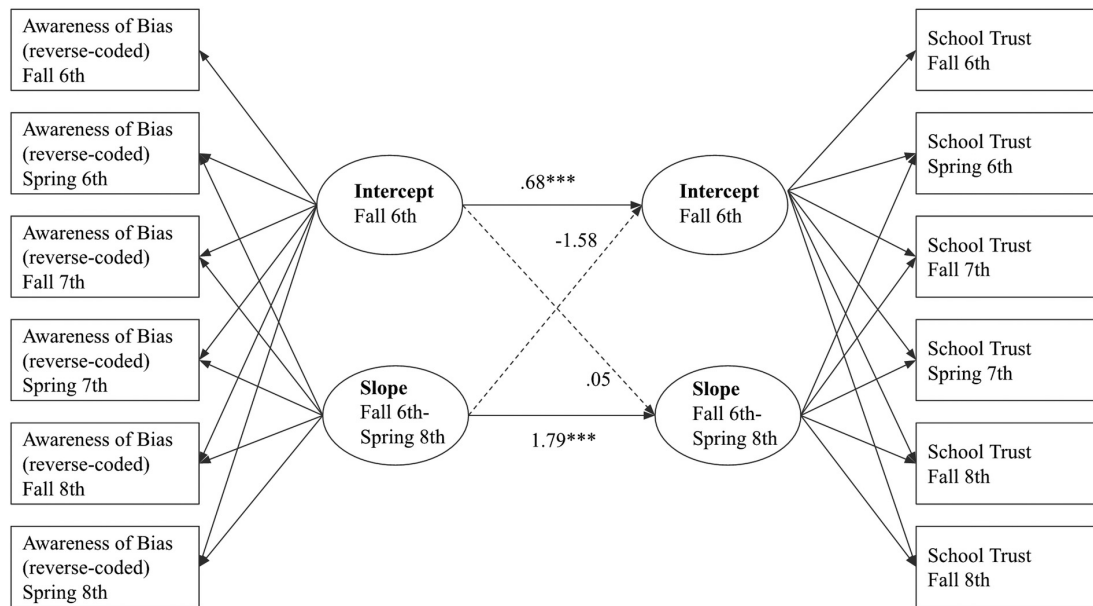 Awareness of Bias
(reverse-coded)
Fall 6th
Awareness of Bias
(reverse-coded)
Spring 6th
Awareness of Bias
(reverse-coded)
Fall 7th
Awareness of Bias
(reverse-coded)
Spring 7th
Awareness of Bias
(reverse-coded)
Fall 8th
Awareness of Bias
(reverse-coded)
Spring 8th
Intercept
Fall 6th
Slope
Fall 6th-
Spring 8th
.68***
-1.58
.05
1.79***
Intercept
Fall 6th
Slope
Fall 6th-
Spring 8th
School Trust
Fall 6th
School Trust
Spring 6th
School Trust
Fall 7th
School Trust
Spring 7th
School Trust
Fall 8th
School Trust
Fall 8th